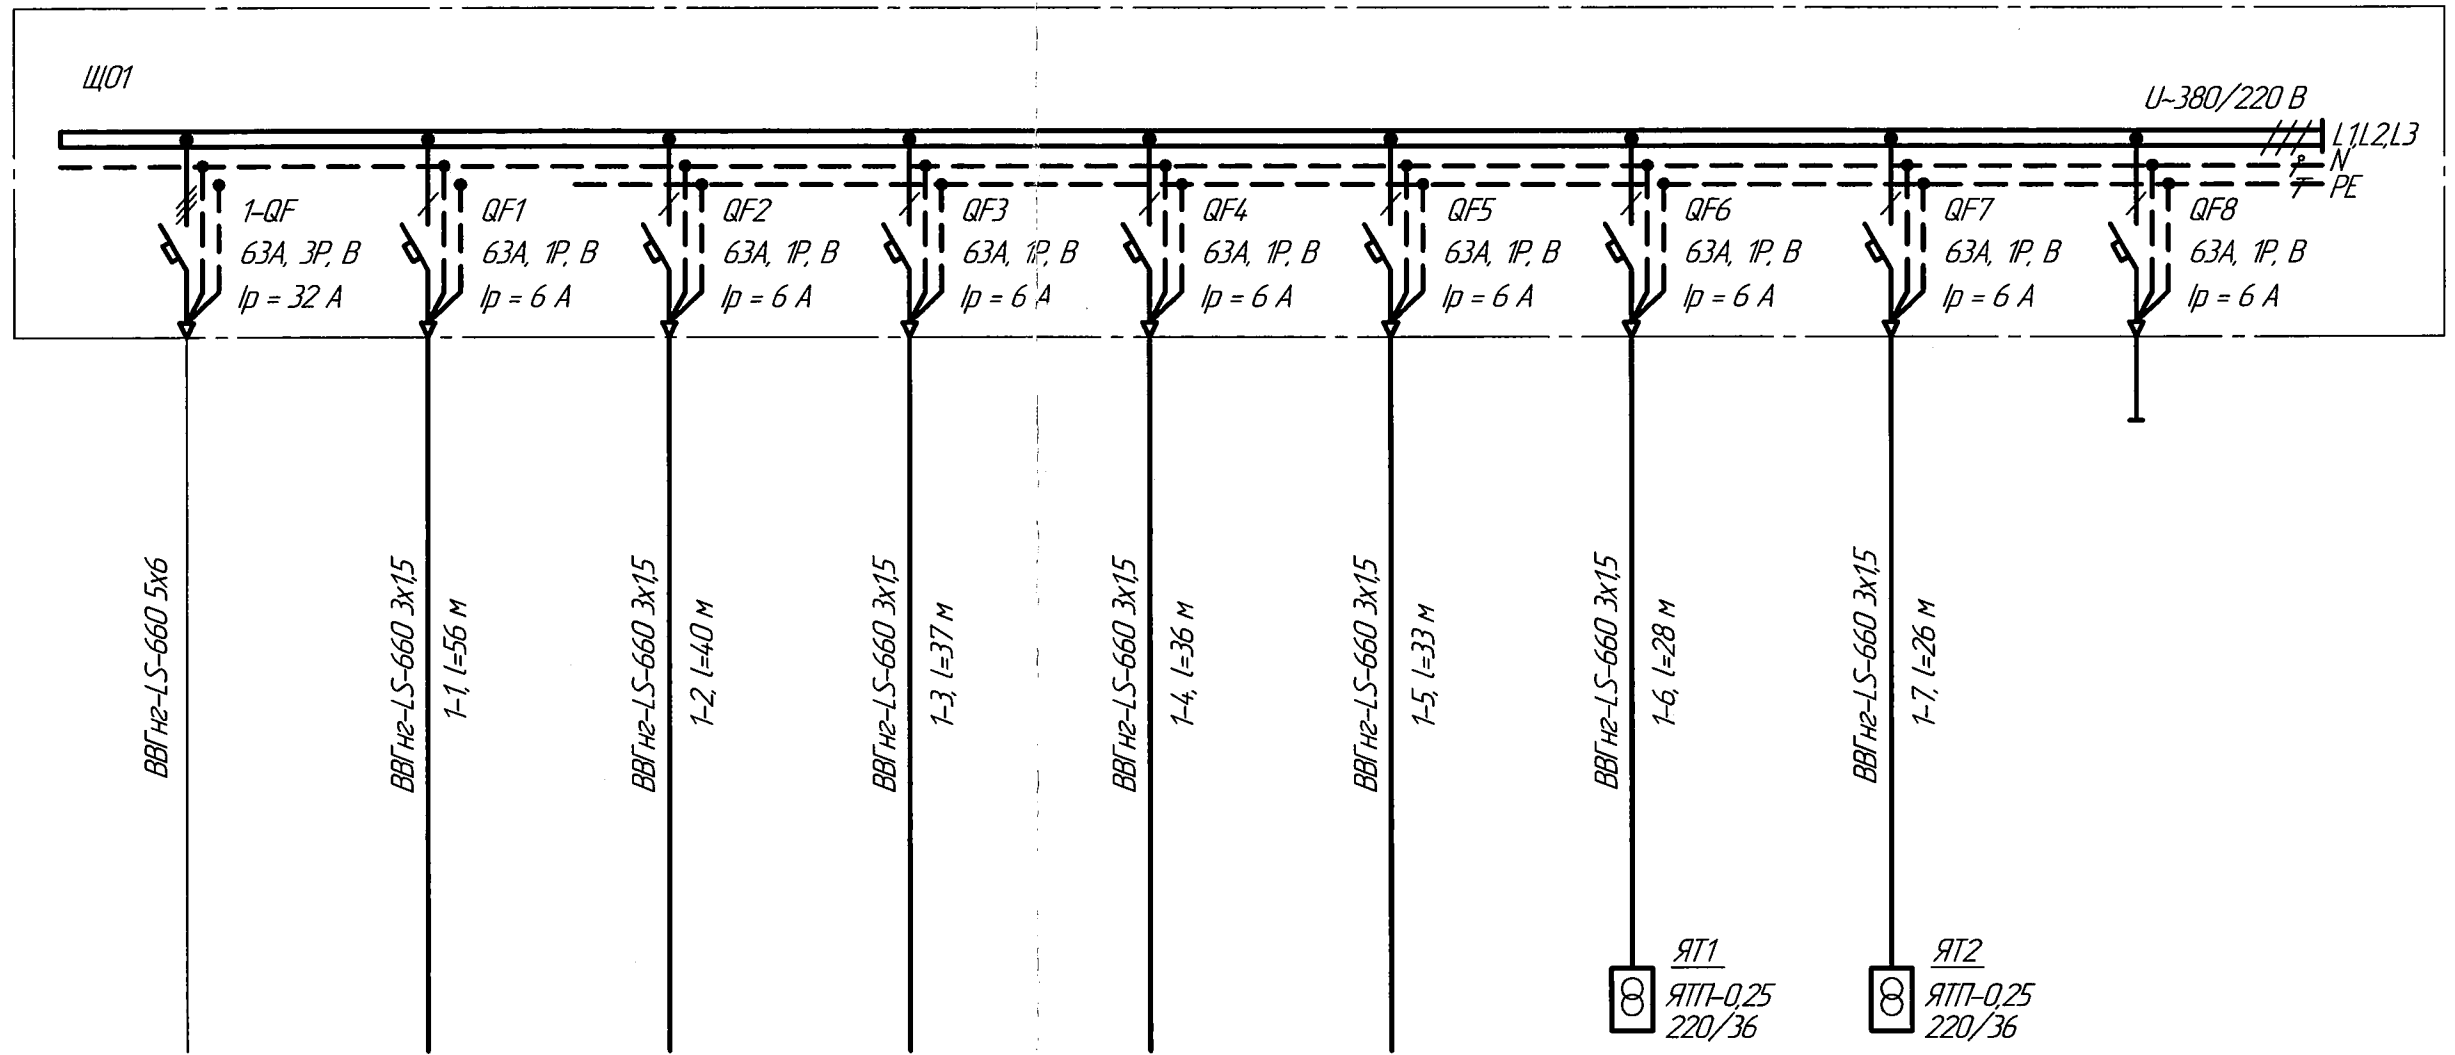 ЩО1
U~380/220 В
L1,L2,L3
N
PE
1-QF
63А, 3Р, В
Iр = 32 А
QF1
63А, 1Р, В
Iр = 6 А
QF2
63А, 1Р, В
Iр = 6 А
QF3
63А, 1Р, В
Iр = 6 А
QF4
63А, 1Р, В
Iр = 6 А
QF5
63А, 1Р, В
Iр = 6 А
QF6
63А, 1Р, В
Iр = 6 А
QF7
63А, 1Р, В
Iр = 6 А
QF8
63А, 1Р, В
Iр = 6 А
ВВГнг-LS-660 5х6
ВВГнг-LS-660 3х1,5
1-1, l=56 м
ВВГнг-LS-660 3х1,5
1-2, l=40 м
ВВГнг-LS-660 3х1,5
1-3, l=37 м
ВВГнг-LS-660 3х1,5
1-4, l=36 м
ВВГнг-LS-660 3х1,5
1-5, l=33 м
ВВГнг-LS-660 3х1,5
1-6, l=28 м
ВВГнг-LS-660 3х1,5
1-7, l=26 м
ЯТ1
ЯТП-0,25
220/36
ЯТ2
ЯТП-0,25
220/36